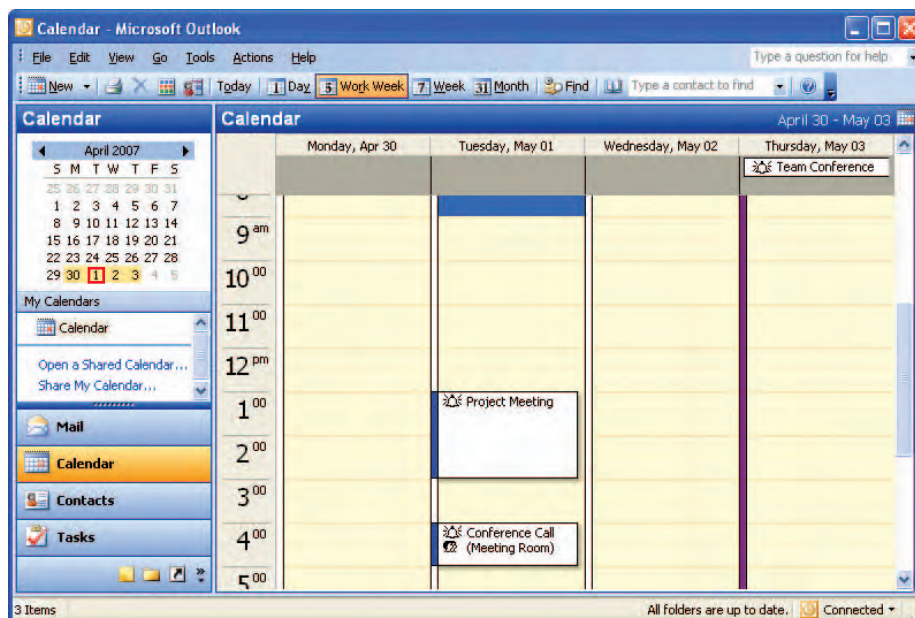 Calendar - Microsoft Outlook
File Edit View Go Tools Actions Help
Type a question for help
New Today 1 Day 5 Work Week 7 Week 31 Month Find Type a contact to find
Calendar
April 2007
S M T W T F S
25 26 27 28 29 30 31
1 2 3 4 5 6 7
8 9 10 11 12 13 14
15 16 17 18 19 20 21
22 23 24 25 26 27 28
29 30 1 2 3 4 5
My Calendars
Calendar
Open a Shared Calendar...
Share My Calendar...
Mail
Calendar
Contacts
Tasks
Calendar April 30 - May 03
Monday, Apr 30 Tuesday, May 01 Wednesday, May 02 Thursday, May 03
Team Conference
9 am
10 00
11 00
12 pm
1 00 Project Meeting
2 00
3 00
4 00 Conference Call
(Meeting Room)
5 00
3 Items All folders are up to date. Connected